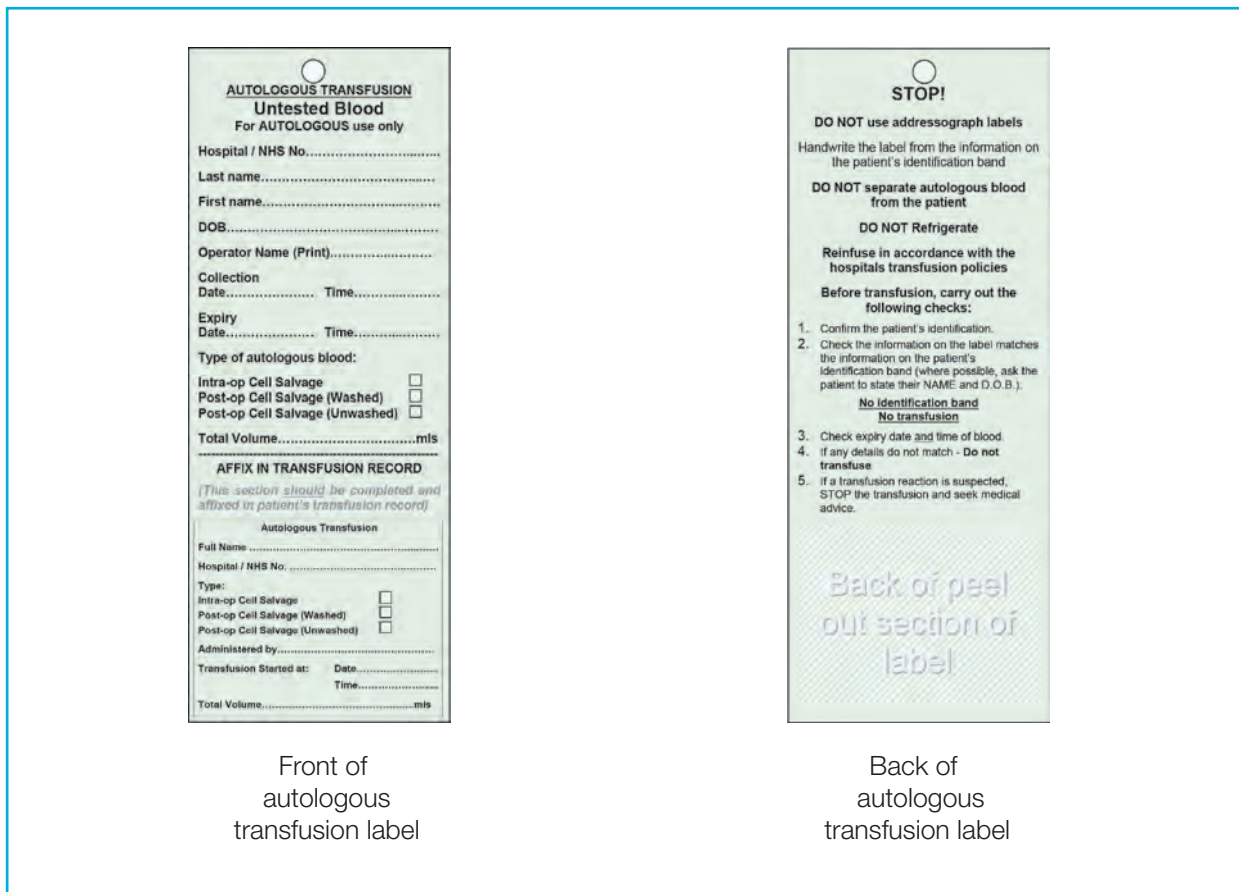 AUTOLOGOUS TRANSFUSION
Untested Blood
For AUTOLOGOUS use only
Hospital / NHS No.................................
Last name..........................................
First name..........................................
DOB..................................................
Operator Name (Print).........................
Collection
Date..................... Time.....................
Expiry
Date..................... Time.....................
Type of autologous blood:
Intra-op Cell Salvage
Post-op Cell Salvage (Washed)
Post-op Cell Salvage (Unwashed)
Total Volume.................................mls
AFFIX IN TRANSFUSION RECORD
(This section should be completed and
affixed in patient's transfusion record)
Autologous Transfusion
Full Name ..........................................
Hospital / NHS No. .................................
Type:
Intra-op Cell Salvage
Post-op Cell Salvage (Washed)
Post-op Cell Salvage (Unwashed)
Administered by....................................
Transfusion Started at: Date.....................
Time.....................
Total Volume.................................mls
Front of
autologous
transfusion label
STOP!
DO NOT use addressograph labels
Handwrite the label from the information on
the patient's identification band
DO NOT separate autologous blood
from the patient
DO NOT Refrigerate
Reinfuse in accordance with the
hospitals transfusion policies
Before transfusion, carry out the
following checks:
1. Confirm the patient's identification.
2. Check the information on the label matches
the information on the patient's
identification band (where possible, ask the
patient to state their NAME and D.O.B.).
No identification band
No transfusion
3. Check expiry date and time of blood
4. If any details do not match - Do not
transfuse
5. If a transfusion reaction is suspected,
STOP the transfusion and seek medical
advice.
Back of peel
out section of
label
Back of
autologous
transfusion label